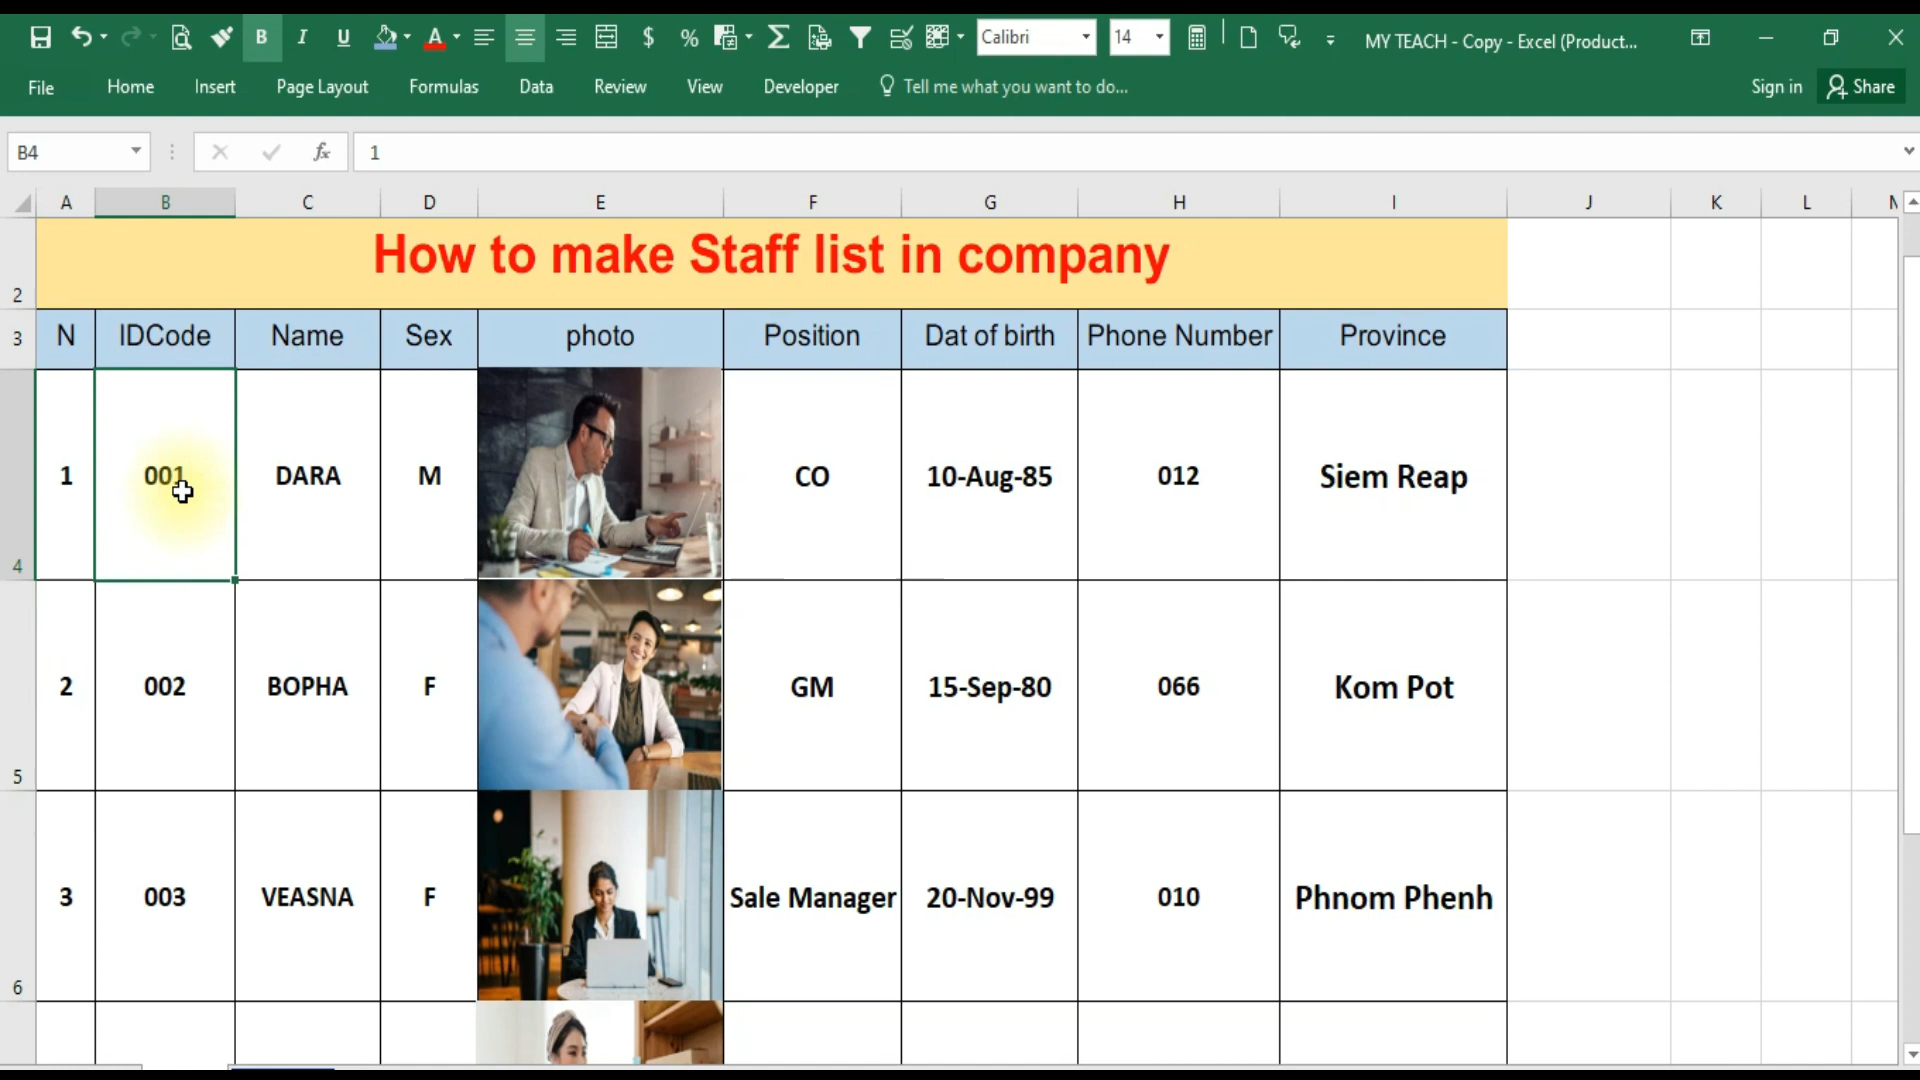 B I U A $ % Σ Calibri 14 MY TEACH - Copy - Excel (Product...
File Home Insert Page Layout Formulas Data Review View Developer Tell me what you want to do... Sign in Share
B4 fx 1
A B C D E F G H I J K L
2 How to make Staff list in company
3 N IDCode Name Sex photo Position Dat of birth Phone Number Province
4 1 001 DARA M CO 10-Aug-85 012 Siem Reap
5 2 002 BOPHA F GM 15-Sep-80 066 Kom Pot
6 3 003 VEASNA F Sale Manager 20-Nov-99 010 Phnom Phenh